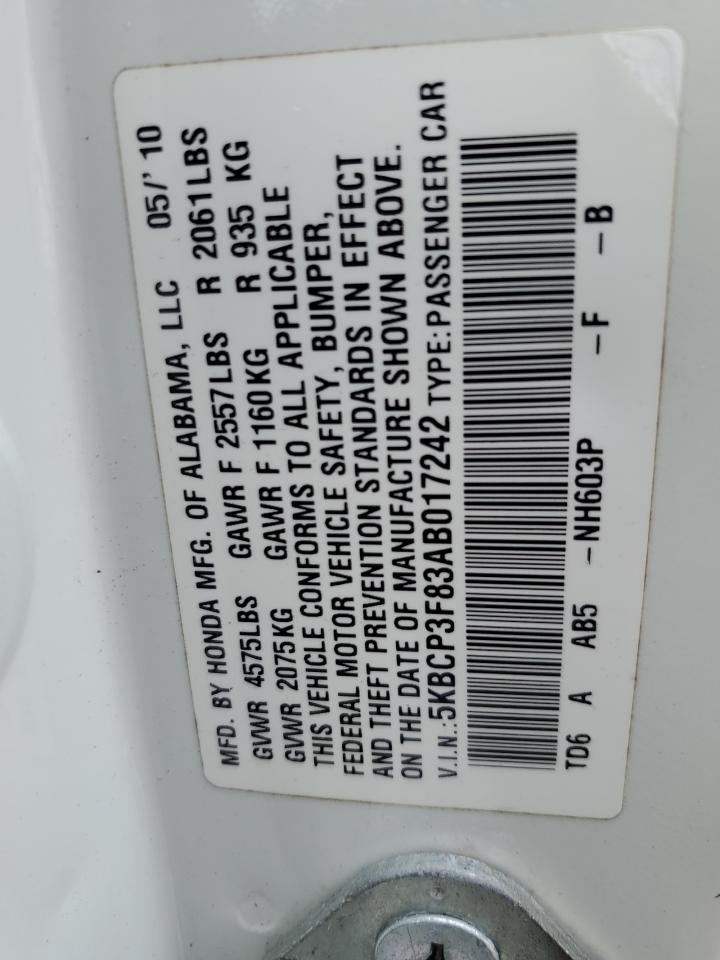 MFD. BY HONDA MFG. OF ALABAMA, LLC 05/'10
GVWR 4575LBS GAWR F 2557LBS R 2061LBS
GVWR 2075KG GAWR F 1160KG R 935 KG
THIS VEHICLE CONFORMS TO ALL APPLICABLE
FEDERAL MOTOR VEHICLE SAFETY, BUMPER,
AND THEFT PREVENTION STANDARDS IN EFFECT
ON THE DATE OF MANUFACTURE SHOWN ABOVE.
V.I.N.:5KBCP3F83AB017242 TYPE:PASSENGER CAR
TD6 A AB5 -NH603P -F -B